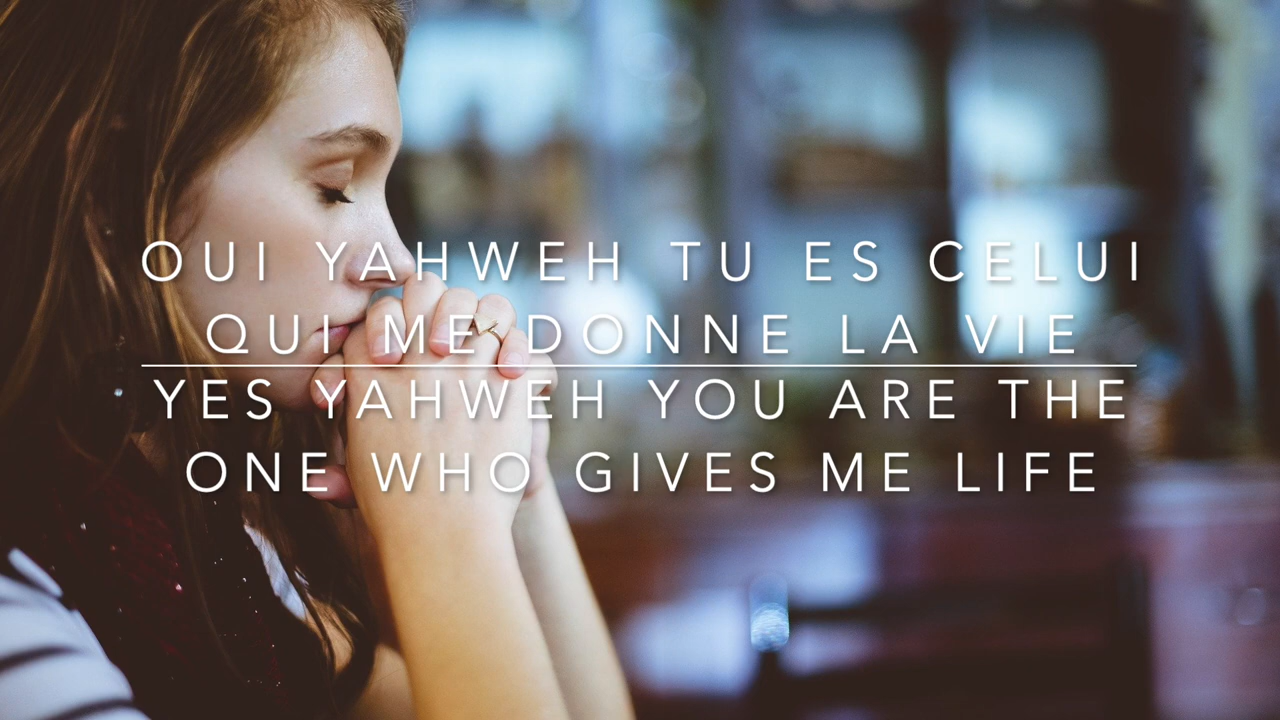 OUI YAHWEH TU ES CELUI
QUI ME DONNE LA VIE
YES YAHWEH YOU ARE THE
ONE WHO GIVES ME LIFE